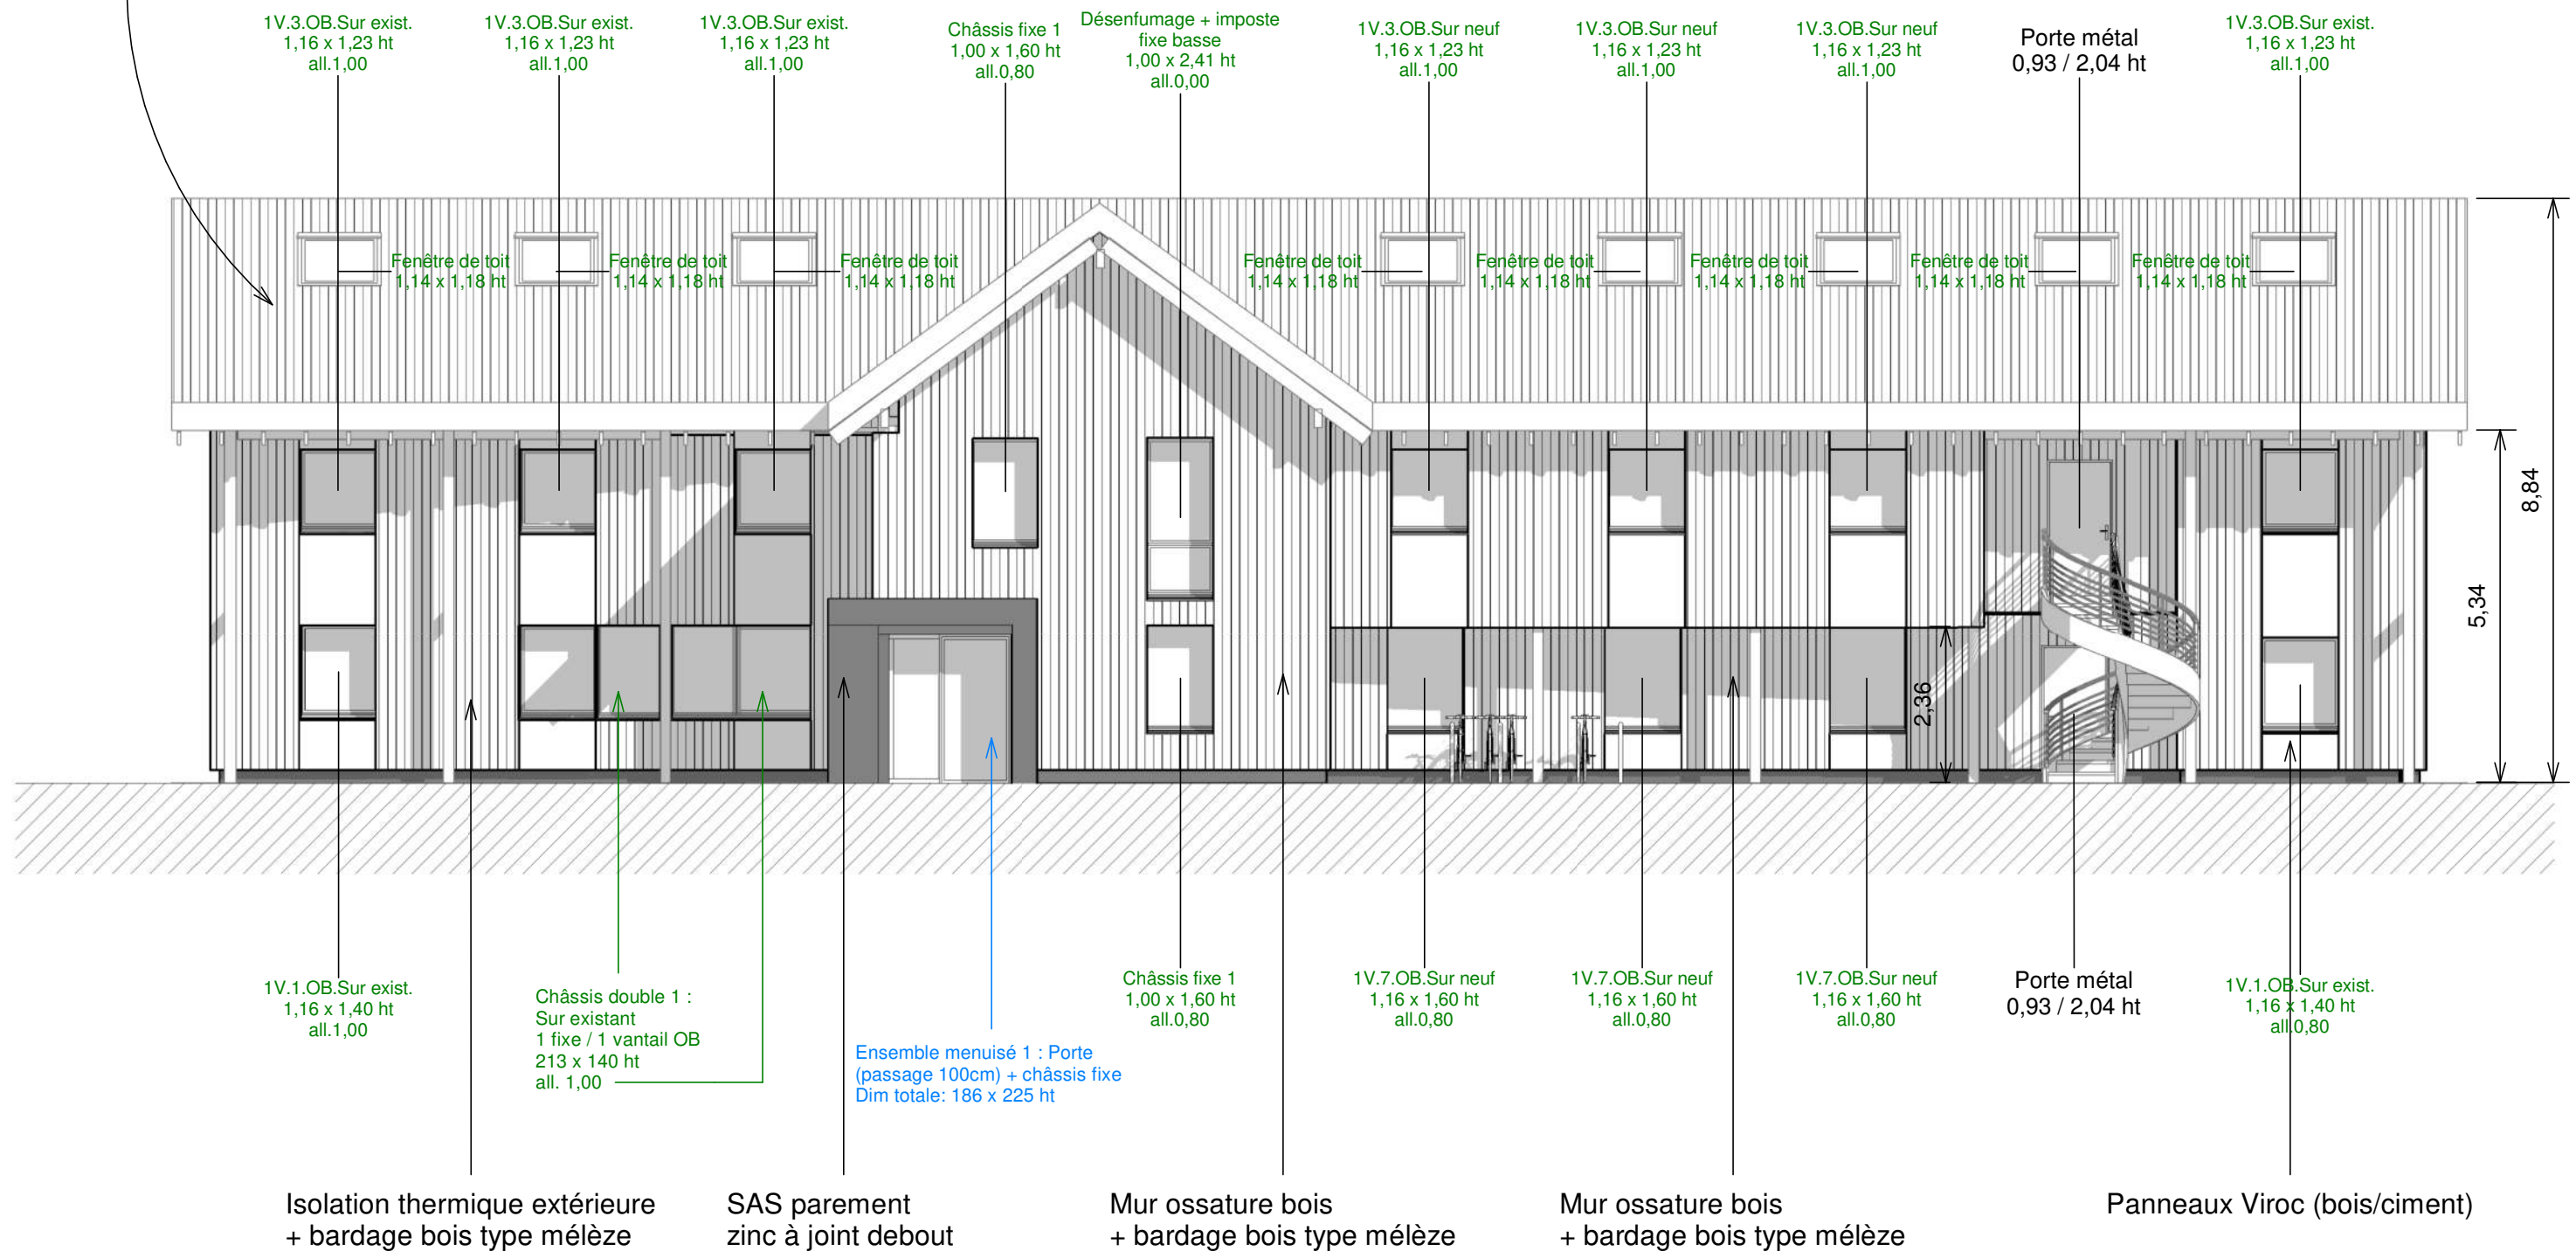 1V.3.OB.Sur exist.
1,16 x 1,23 ht
all.1,00
1V.3.OB.Sur exist.
1,16 x 1,23 ht
all.1,00
1V.3.OB.Sur exist.
1,16 x 1,23 ht
all.1,00
Châssis fixe 1
1,00 x 1,60 ht
all.0,80
Désenfumage + imposte
fixe basse
1,00 x 2,41 ht
all.0,00
1V.3.OB.Sur neuf
1,16 x 1,23 ht
all.1,00
1V.3.OB.Sur neuf
1,16 x 1,23 ht
all.1,00
1V.3.OB.Sur neuf
1,16 x 1,23 ht
all.1,00
Porte métal
0,93 / 2,04 ht
1V.3.OB.Sur exist.
1,16 x 1,23 ht
all.1,00
Fenêtre de toit
1,14 x 1,18 ht
Fenêtre de toit
1,14 x 1,18 ht
Fenêtre de toit
1,14 x 1,18 ht
Fenêtre de toit
1,14 x 1,18 ht
Fenêtre de toit
1,14 x 1,18 ht
Fenêtre de toit
1,14 x 1,18 ht
Fenêtre de toit
1,14 x 1,18 ht
Fenêtre de toit
1,14 x 1,18 ht
8,84
5,34
2,36
1V.1.OB.Sur exist.
1,16 x 1,40 ht
all.1,00
Châssis double 1 :
Sur existant
1 fixe / 1 vantail OB
213 x 140 ht
all. 1,00
Ensemble menuisé 1 : Porte
(passage 100cm) + châssis fixe
Dim totale: 186 x 225 ht
Châssis fixe 1
1,00 x 1,60 ht
all.0,80
1V.7.OB.Sur neuf
1,16 x 1,60 ht
all.0,80
1V.7.OB.Sur neuf
1,16 x 1,60 ht
all.0,80
1V.7.OB.Sur neuf
1,16 x 1,60 ht
all.0,80
Porte métal
0,93 / 2,04 ht
1V.1.OB.Sur exist.
1,16 x 1,40 ht
all.0,80
Isolation thermique extérieure
+ bardage bois type mélèze
SAS parement
zinc à joint debout
Mur ossature bois
+ bardage bois type mélèze
Mur ossature bois
+ bardage bois type mélèze
Panneaux Viroc (bois/ciment)